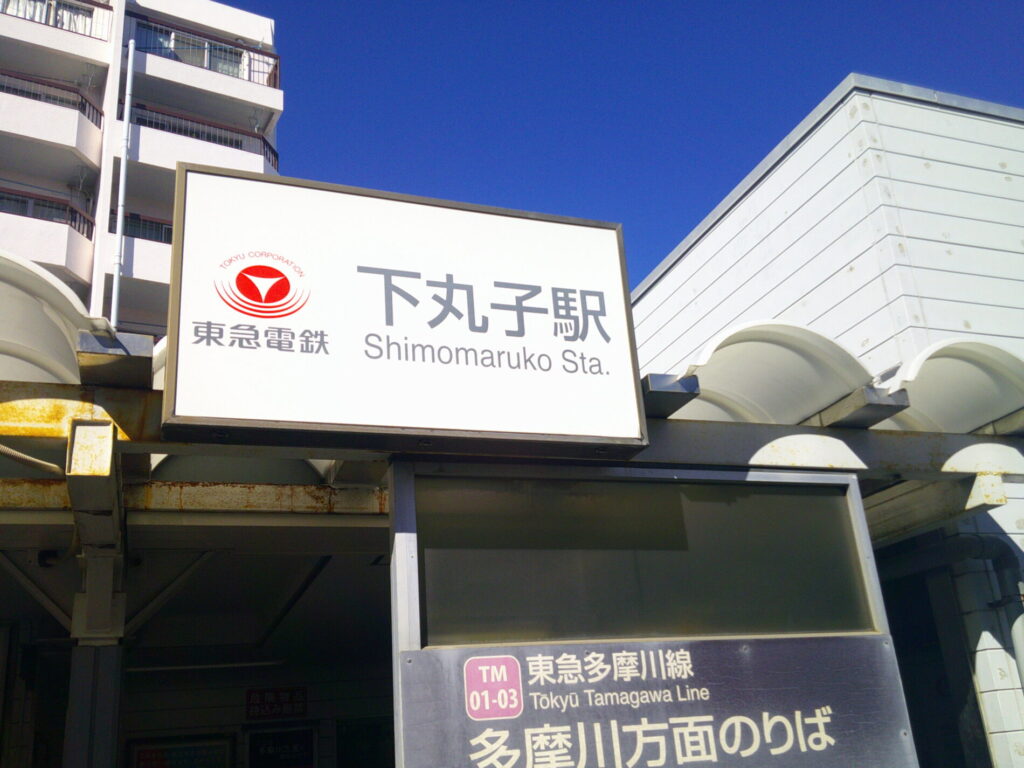 TOKYU CORPORATION
東急電鉄
下丸子駅
Shimomaruko Sta.
TM
01-03
東急多摩川線
Tōkyū Tamagawa Line
多摩川方面のりば